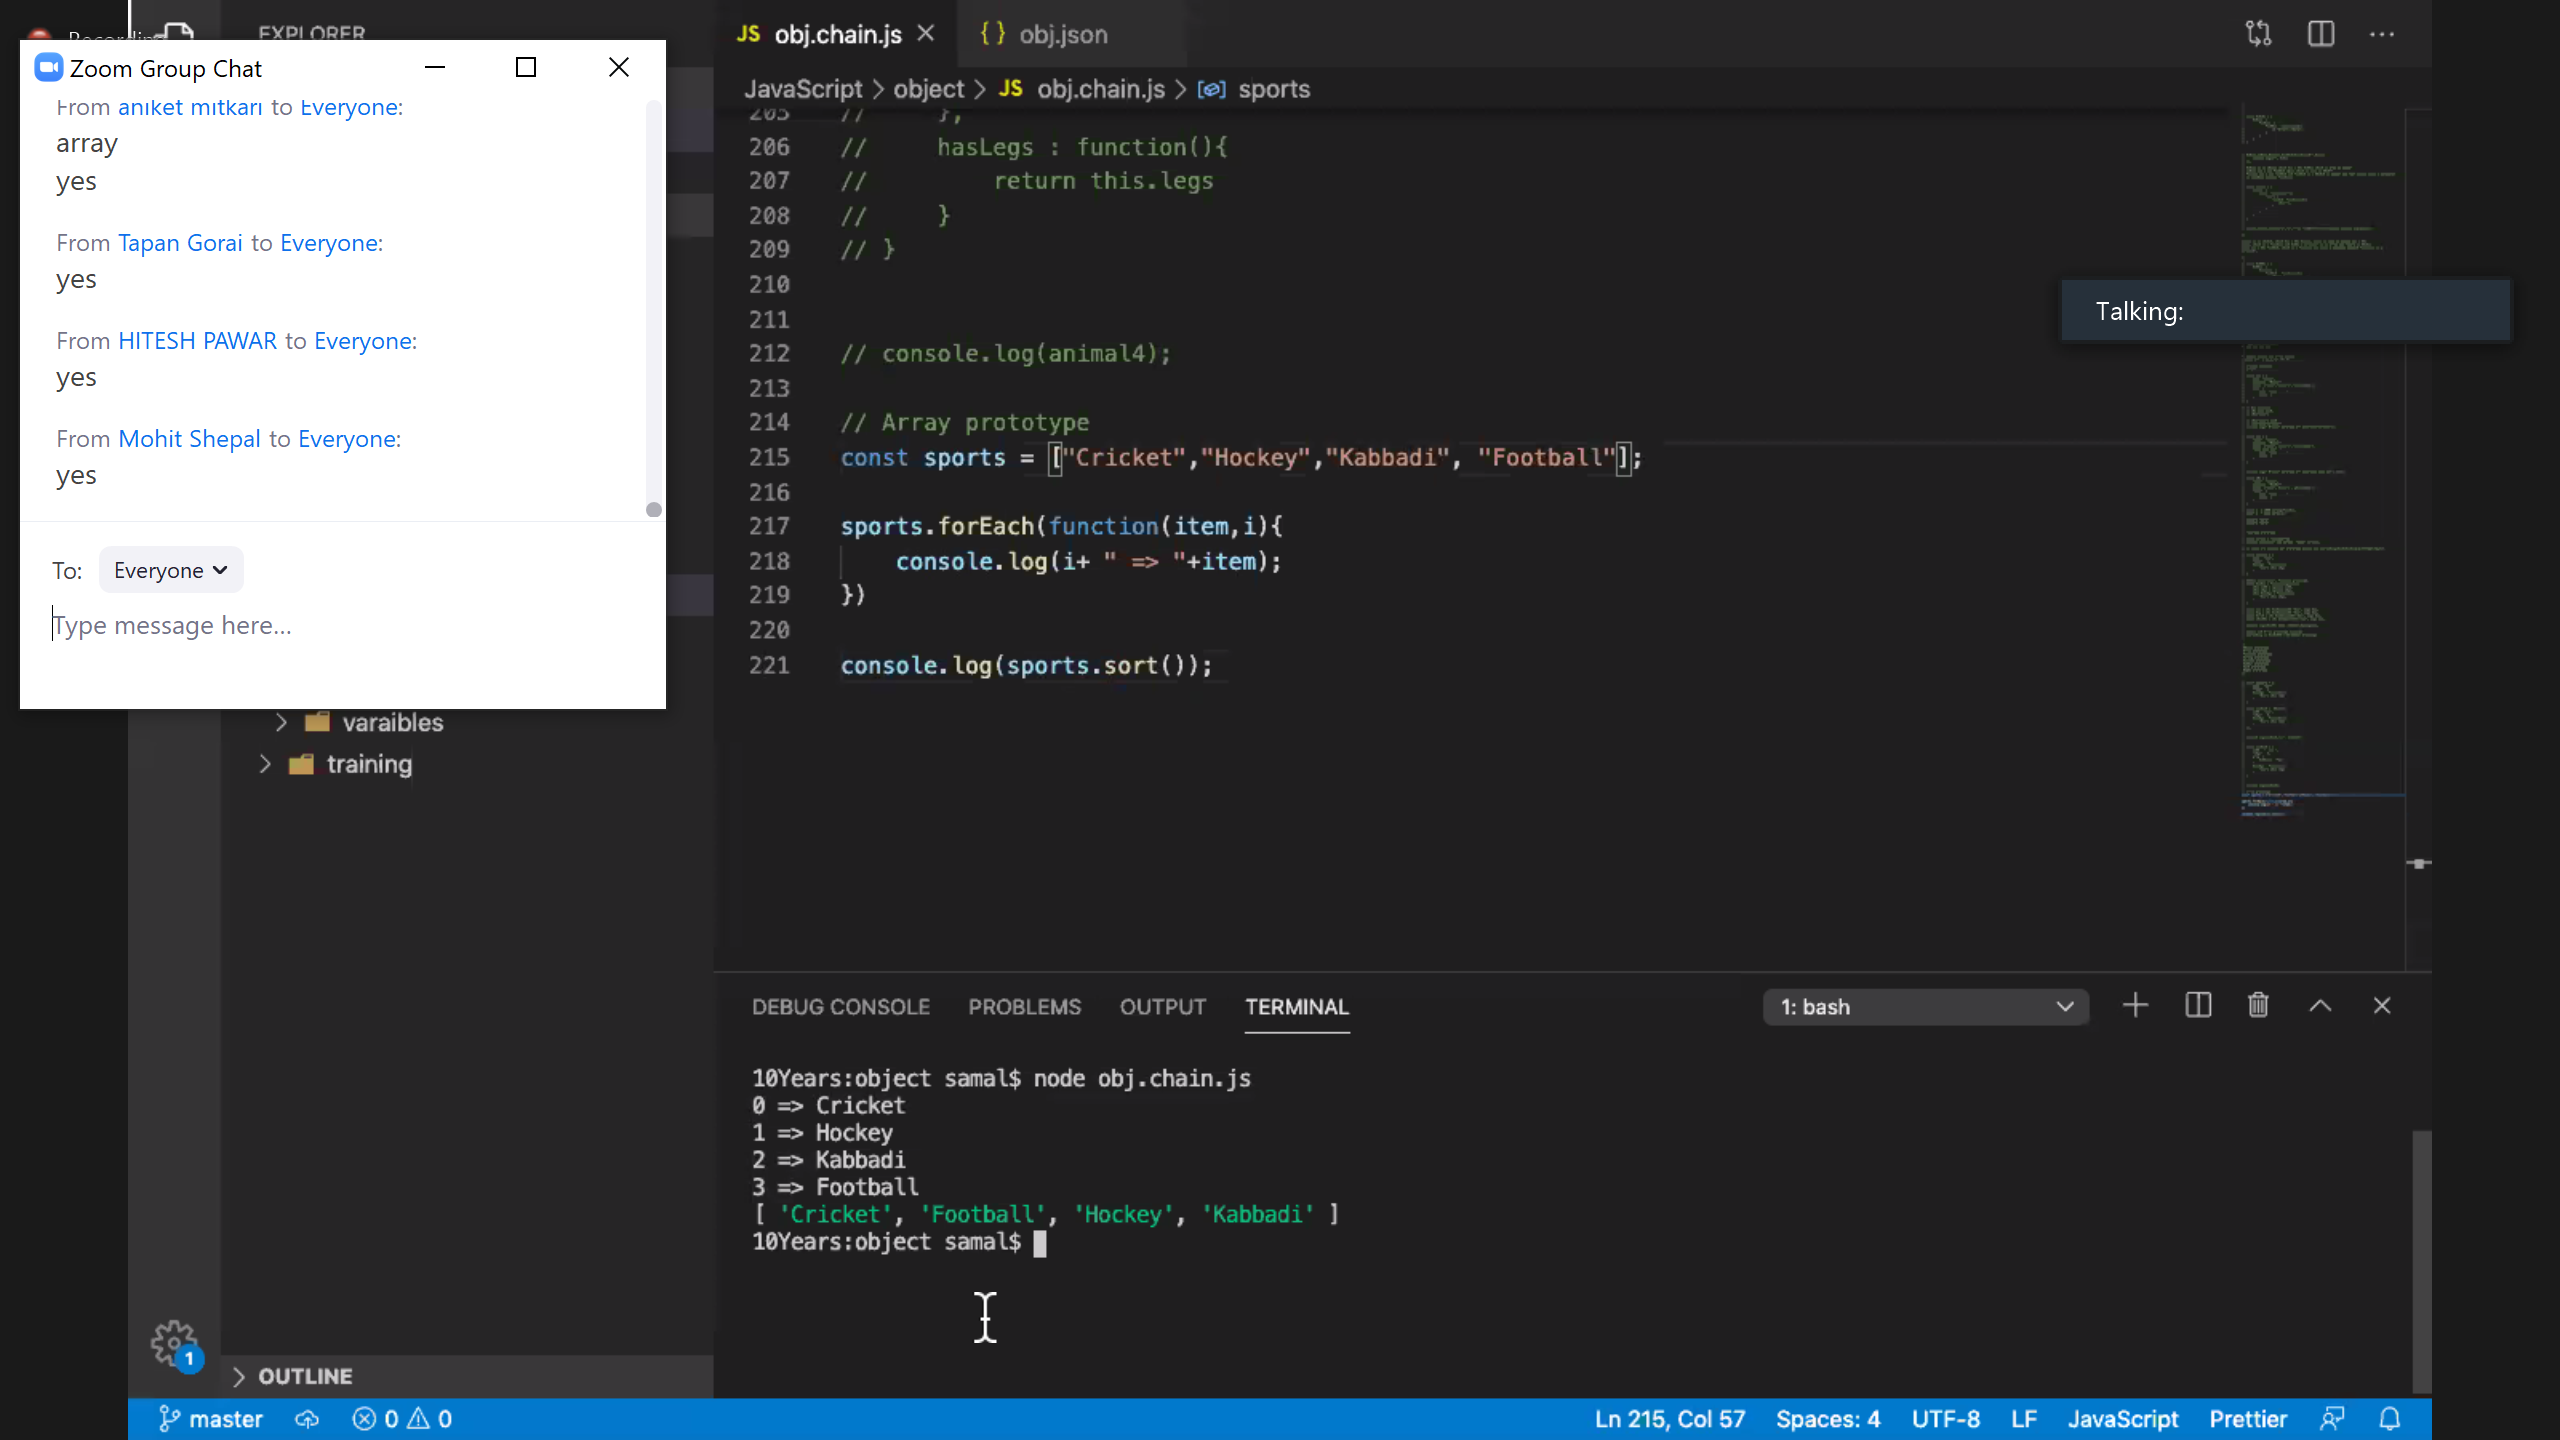 Recording
EXPLORER
Zoom Group Chat
From aniket mitkari to Everyone:
array
yes
From Tapan Gorai to Everyone:
yes
From HITESH PAWAR to Everyone:
yes
From Mohit Shepal to Everyone:
yes
To: Everyone
Type message here...
varaibles
training
OUTLINE
1
JS obj.chain.js
{ } obj.json
JavaScript > object > JS obj.chain.js > sports
205 // },
206 // hasLegs : function(){
207 // return this.legs
208 // }
209 // }
210
211
212 // console.log(animal4);
213
214 // Array prototype
215 const sports = ["Cricket","Hockey","Kabbadi", "Football"];
216
217 sports.forEach(function(item,i){
218 console.log(i+ " => "+item);
219 })
220
221 console.log(sports.sort());
Talking:
DEBUG CONSOLE PROBLEMS OUTPUT TERMINAL 1: bash
10Years:object samal$ node obj.chain.js
0 => Cricket
1 => Hockey
2 => Kabbadi
3 => Football
[ 'Cricket', 'Football', 'Hockey', 'Kabbadi' ]
10Years:object samal$
master 0 0 Ln 215, Col 57 Spaces: 4 UTF-8 LF JavaScript Prettier